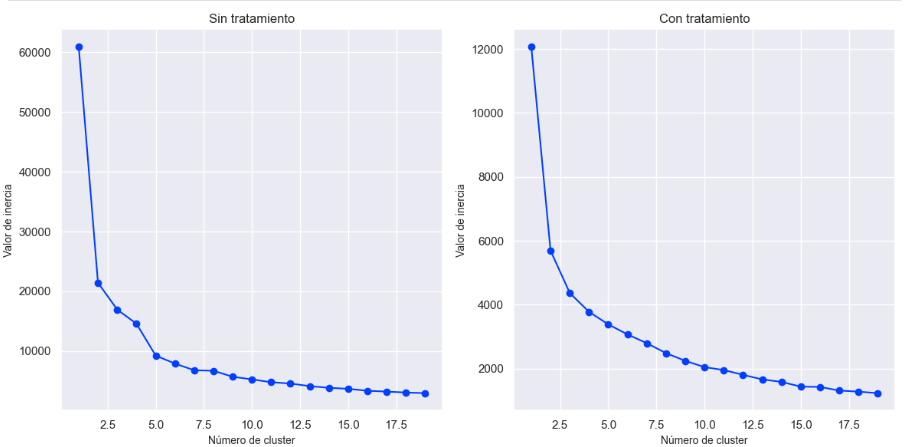 Sin tratamiento
60000
50000
40000
30000
20000
10000
Valor de inercia
2.5 5.0 7.5 10.0 12.5 15.0 17.5
Número de cluster
Con tratamiento
12000
10000
8000
6000
4000
2000
Valor de inercia
2.5 5.0 7.5 10.0 12.5 15.0 17.5
Número de cluster